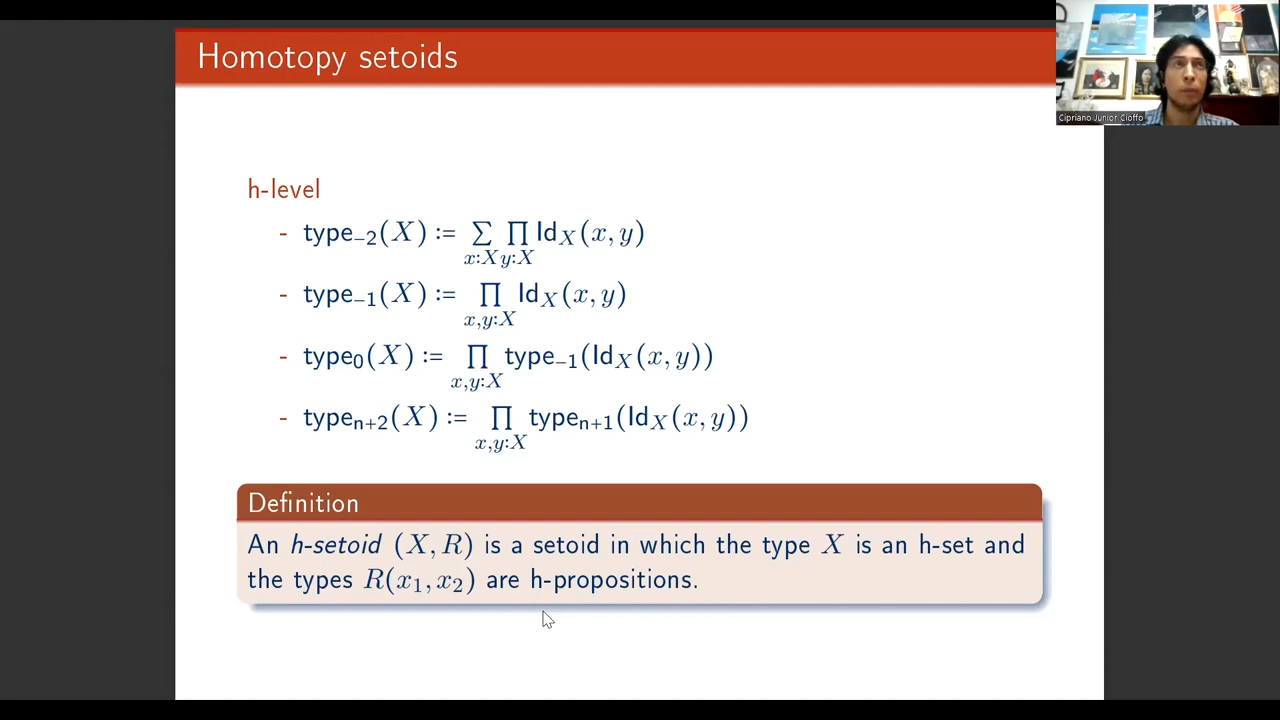 Homotopy setoids
Cipriano Junior Cioffo
h-level
- type₋₂(X) := ∑ ∏ Id_X(x, y)
x:X y:X
- type₋₁(X) := ∏ Id_X(x, y)
x,y:X
- type₀(X) := ∏ type₋₁(Id_X(x, y))
x,y:X
- typeₙ₊₂(X) := ∏ typeₙ₊₁(Id_X(x, y))
x,y:X
Definition
An h-setoid (X, R) is a setoid in which the type X is an h-set and
the types R(x₁, x₂) are h-propositions.